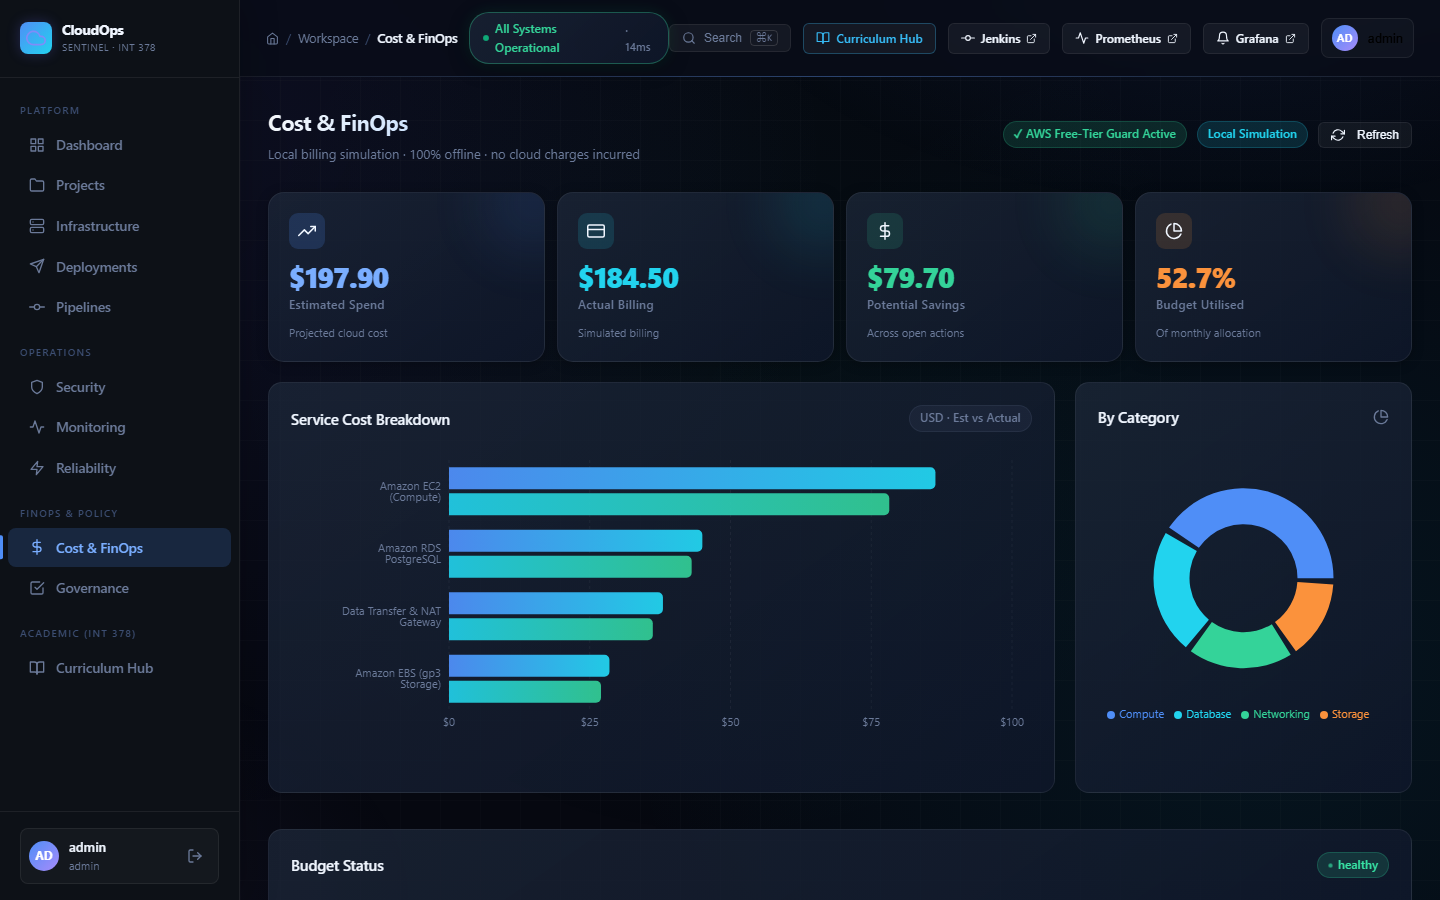 CloudOps
SENTINEL · INT 378
PLATFORM
Dashboard
Projects
Infrastructure
Deployments
Pipelines
OPERATIONS
Security
Monitoring
Reliability
FINOPS & POLICY
Cost & FinOps
Governance
ACADEMIC (INT 378)
Curriculum Hub
AD
admin
admin
/ Workspace / Cost & FinOps
All Systems Operational
· 14ms
Search ⌘K
Curriculum Hub
Jenkins
Prometheus
Grafana
AD admin
Cost & FinOps
Local billing simulation · 100% offline · no cloud charges incurred
✓ AWS Free-Tier Guard Active
Local Simulation
Refresh
$197.90
Estimated Spend
Projected cloud cost
$184.50
Actual Billing
Simulated billing
$79.70
Potential Savings
Across open actions
52.7%
Budget Utilised
Of monthly allocation
Service Cost Breakdown
USD · Est vs Actual
Amazon EC2
(Compute)
Amazon RDS
PostgreSQL
Data Transfer & NAT
Gateway
Amazon EBS (gp3
Storage)
$0 $25 $50 $75 $100
By Category
Compute Database Networking Storage
Budget Status
healthy